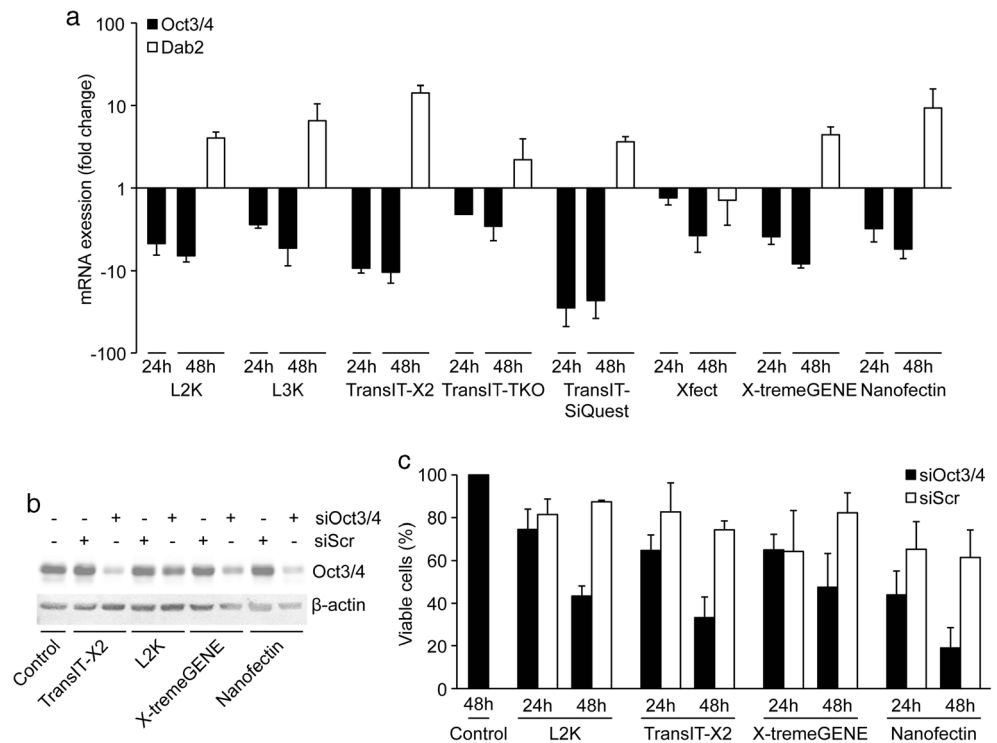 a
100
10
1
-10
-100
mRNA exession (fold change)
Oct3/4
Dab2
24h 48h 24h 48h 24h 48h 24h 48h 24h 48h 24h 48h 24h 48h 24h 48h
L2K L3K TransIT-X2 TransIT-TKO TransIT- Xfect X-tremeGENE Nanofectin
SiQuest
b
- - + - + - + - + siOct3/4
- + - + - + - + - siScr
Oct3/4
β-actin
Control
TransIT-X2
L2K
X-tremeGENE
Nanofectin
c
100
80
60
40
20
0
Viable cells (%)
siOct3/4
siScr
48h 24h 48h 24h 48h 24h 48h 24h 48h
Control L2K TransIT-X2 X-tremeGENE Nanofectin